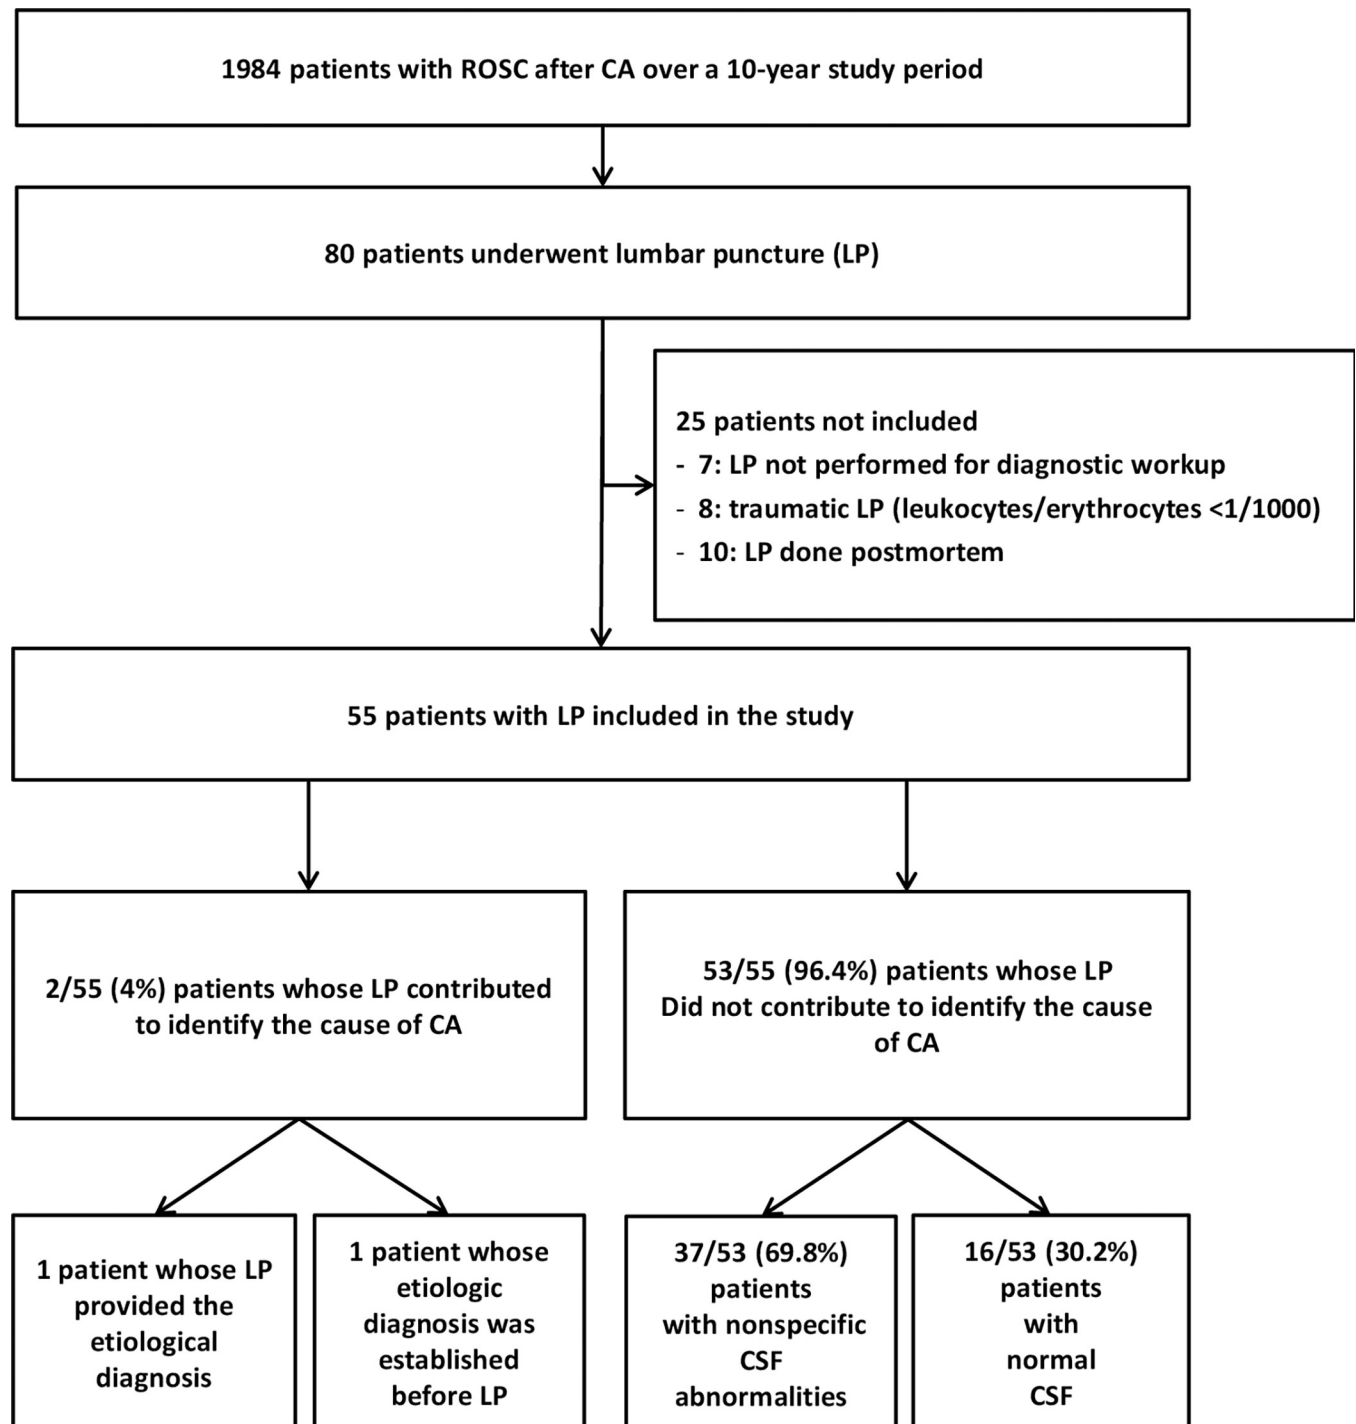 1984 patients with ROSC after CA over a 10-year study period
80 patients underwent lumbar puncture (LP)
25 patients not included
- 7: LP not performed for diagnostic workup
- 8: traumatic LP (leukocytes/erythrocytes <1/1000)
- 10: LP done postmortem
55 patients with LP included in the study
2/55 (4%) patients whose LP contributed
to identify the cause of CA
53/55 (96.4%) patients whose LP
Did not contribute to identify the cause
of CA
1 patient whose LP
provided the
etiological
diagnosis
1 patient whose
etiologic
diagnosis was
established
before LP
37/53 (69.8%)
patients
with nonspecific
CSF
abnormalities
16/53 (30.2%)
patients
with
normal
CSF